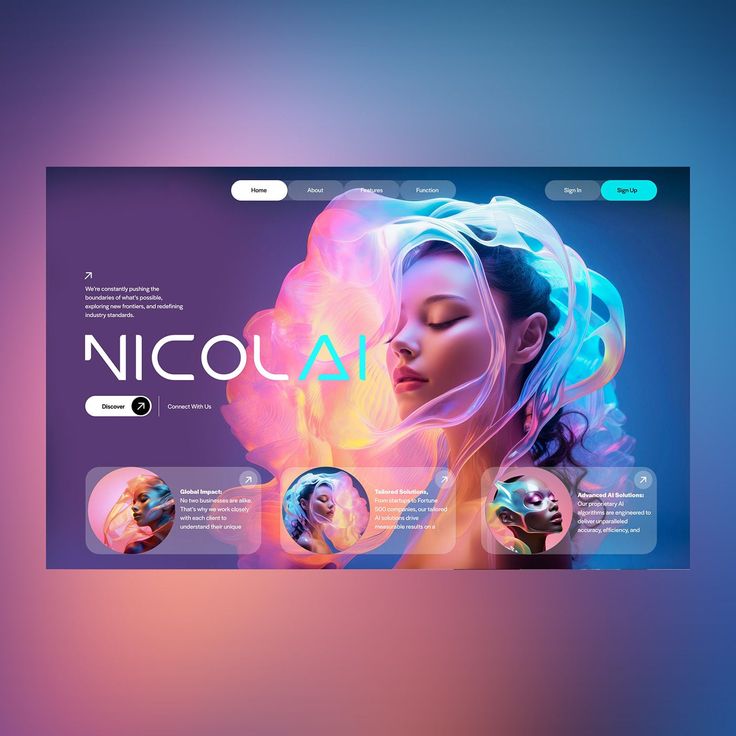 Home
About
Features
Function
Sign In
Sign Up
We're constantly pushing the
boundaries of what's possible,
exploring new frontiers, and redefining
industry standards.
NICOLAI
Discover
Connect With Us
Global Impact:
No two businesses are alike.
That's why we work closely
with each client to
understand their unique
Tailored Solutions,
From startups to Fortune
500 companies, our tailored
AI solutions drive
measurable results on a
Advanced AI Solutions:
Our proprietary AI
algorithms are engineered to
deliver unparalleled
accuracy, efficiency, and